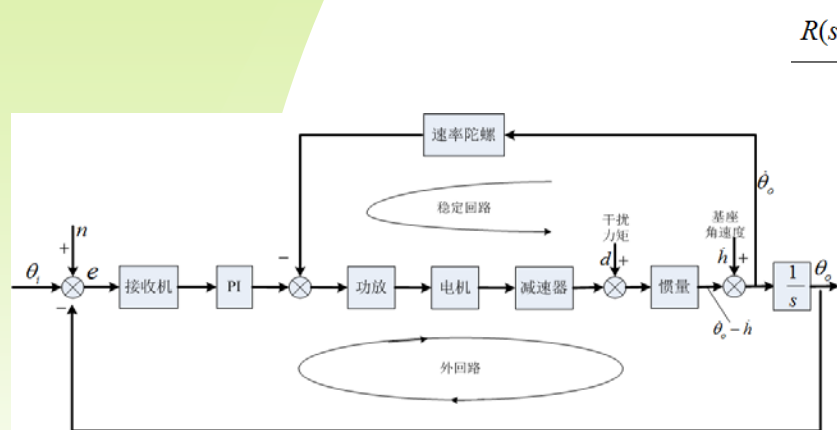 R(s
速率陀螺
θ̇ₒ
稳定回路
干扰
力矩
基座
角速度
n
+
−
d
+
ḣ
+
θᵢ
e
接收机
PI
功放
电机
减速器
惯量
1
s
θₒ
−
θ̇ₒ − ḣ
外回路